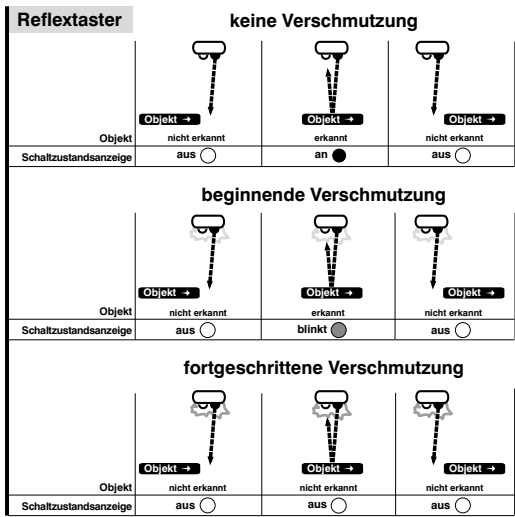 Reflextaster
keine Verschmutzung
Objekt → Objekt → Objekt →
Objekt nicht erkannt erkannt nicht erkannt
Schaltzustandsanzeige aus an aus
beginnende Verschmutzung
Objekt → Objekt → Objekt →
Objekt nicht erkannt erkannt nicht erkannt
Schaltzustandsanzeige aus blinkt aus
fortgeschrittene Verschmutzung
Objekt → Objekt → Objekt →
Objekt nicht erkannt nicht erkannt nicht erkannt
Schaltzustandsanzeige aus aus aus